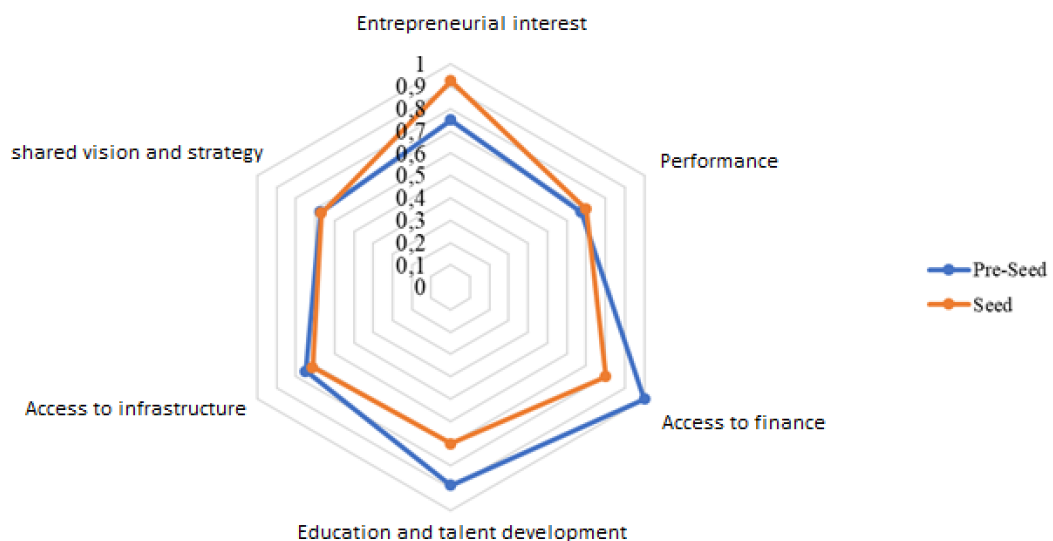 Entrepreneurial interest
1
0,9
0,8
0,7
0,6
0,5
0,4
0,3
0,2
0,1
0
shared vision and strategy
Performance
Pre-Seed
Seed
Access to infrastructure
Access to finance
Education and talent development